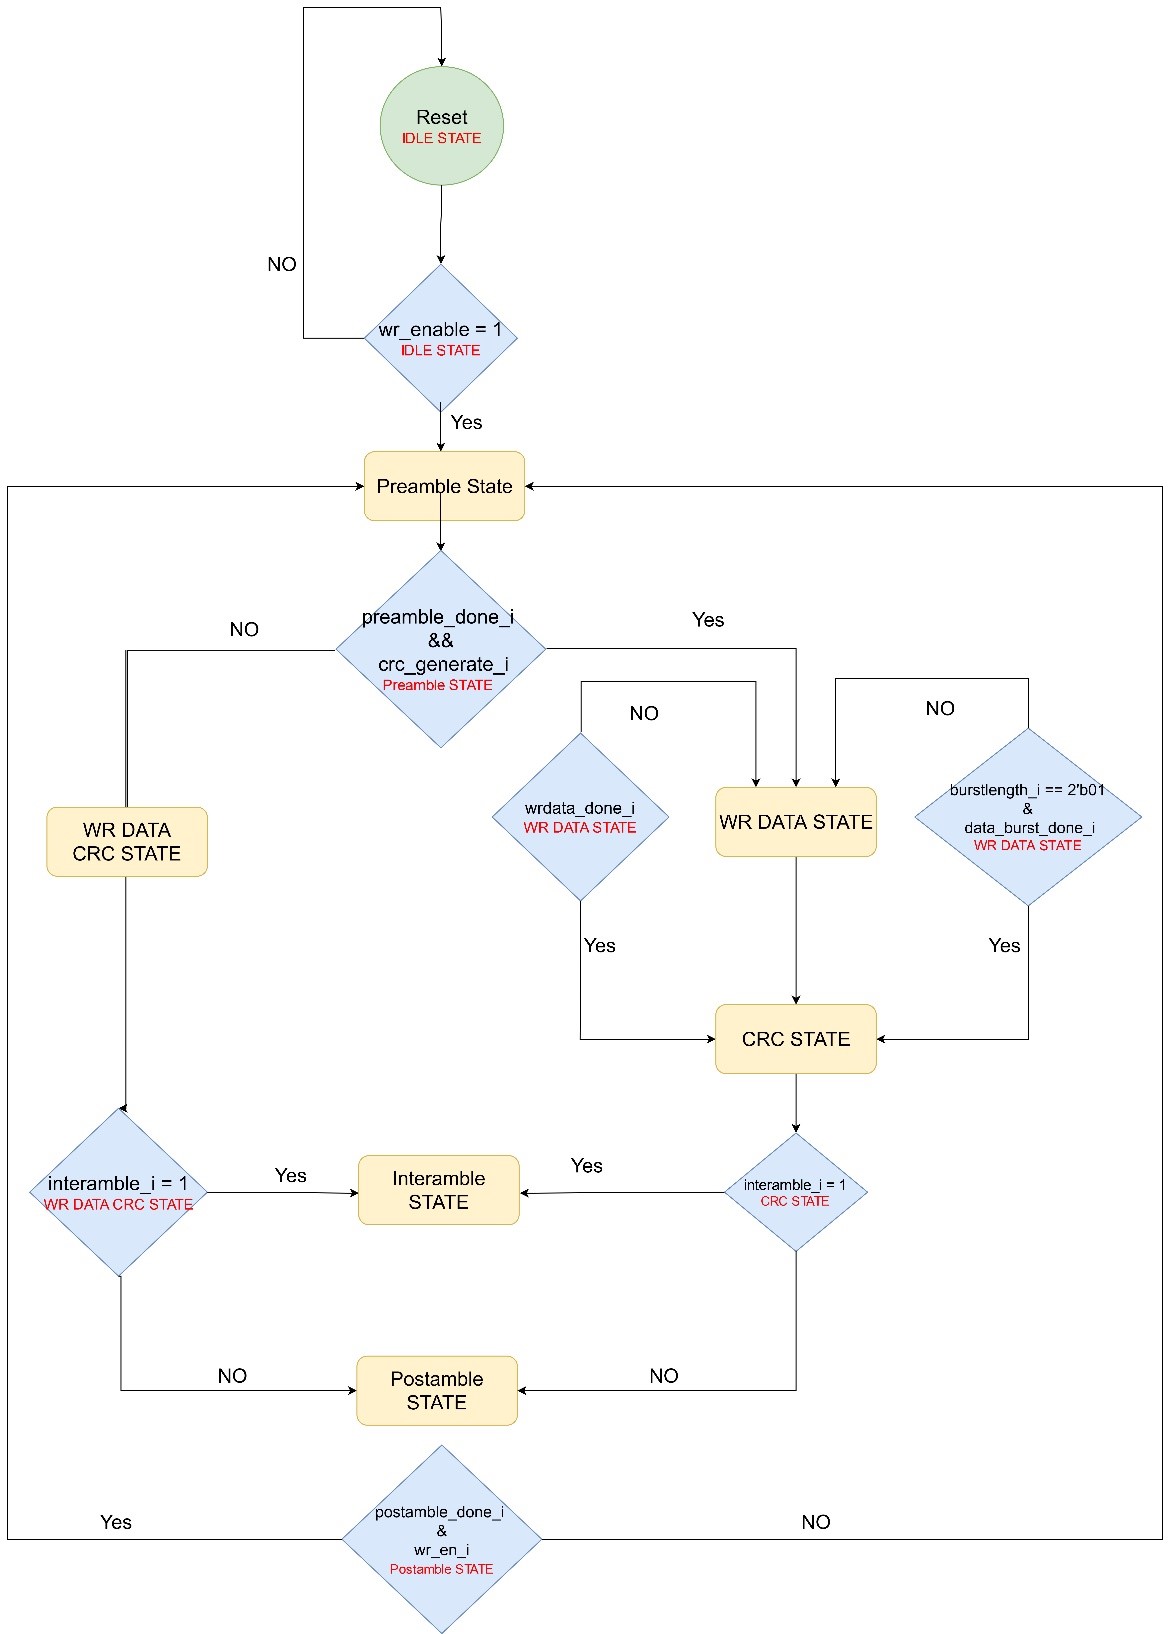 Reset
IDLE STATE
NO
wr_enable = 1
IDLE STATE
Yes
Preamble State
preamble_done_i
&&
crc_generate_i
Preamble STATE
NO
Yes
NO
NO
wrdata_done_i
WR DATA STATE
WR DATA STATE
burstlength_i == 2'b01
&
data_burst_done_i
WR DATA STATE
WR DATA
CRC STATE
Yes
Yes
CRC STATE
interamble_i = 1
WR DATA CRC STATE
Yes
Interamble
STATE
Yes
interamble_i = 1
CRC STATE
NO
Postamble
STATE
NO
Yes
postamble_done_i
&
wr_en_i
Postamble STATE
NO